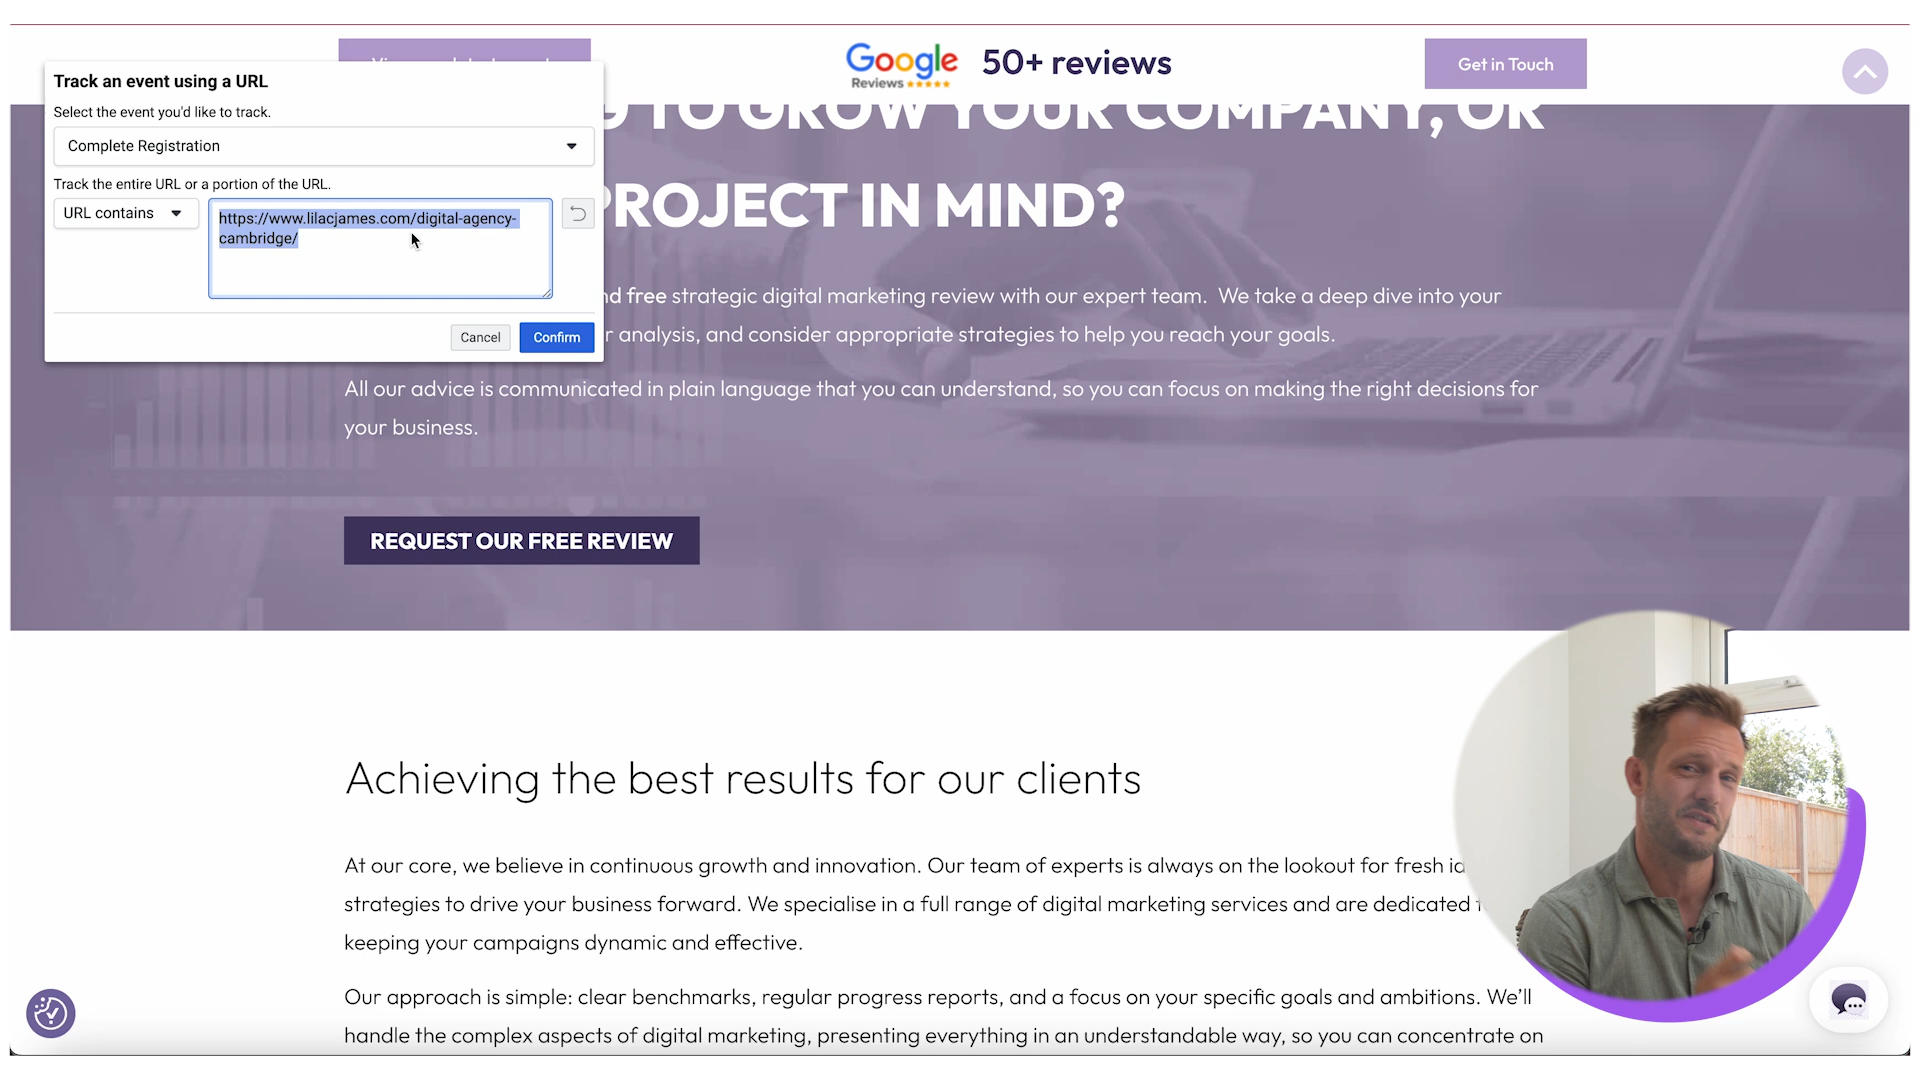 Google
Reviews
50+ reviews
Get in Touch
Track an event using a URL
Select the event you'd like to track.
Complete Registration
Track the entire URL or a portion of the URL.
URL contains
https://www.lilacjames.com/digital-agency-
cambridge/
Cancel
Confirm
TO GROW YOUR COMPANY, OR
PROJECT IN MIND?
free strategic digital marketing review with our expert team. We take a deep dive into your
analysis, and consider appropriate strategies to help you reach your goals.
All our advice is communicated in plain language that you can understand, so you can focus on making the right decisions for
your business.
REQUEST OUR FREE REVIEW
Achieving the best results for our clients
At our core, we believe in continuous growth and innovation. Our team of experts is always on the lookout for fresh
strategies to drive your business forward. We specialise in a full range of digital marketing services and are dedicated
keeping your campaigns dynamic and effective.
Our approach is simple: clear benchmarks, regular progress reports, and a focus on your specific goals and ambitions. We'll
handle the complex aspects of digital marketing, presenting everything in an understandable way, so you can concentrate on